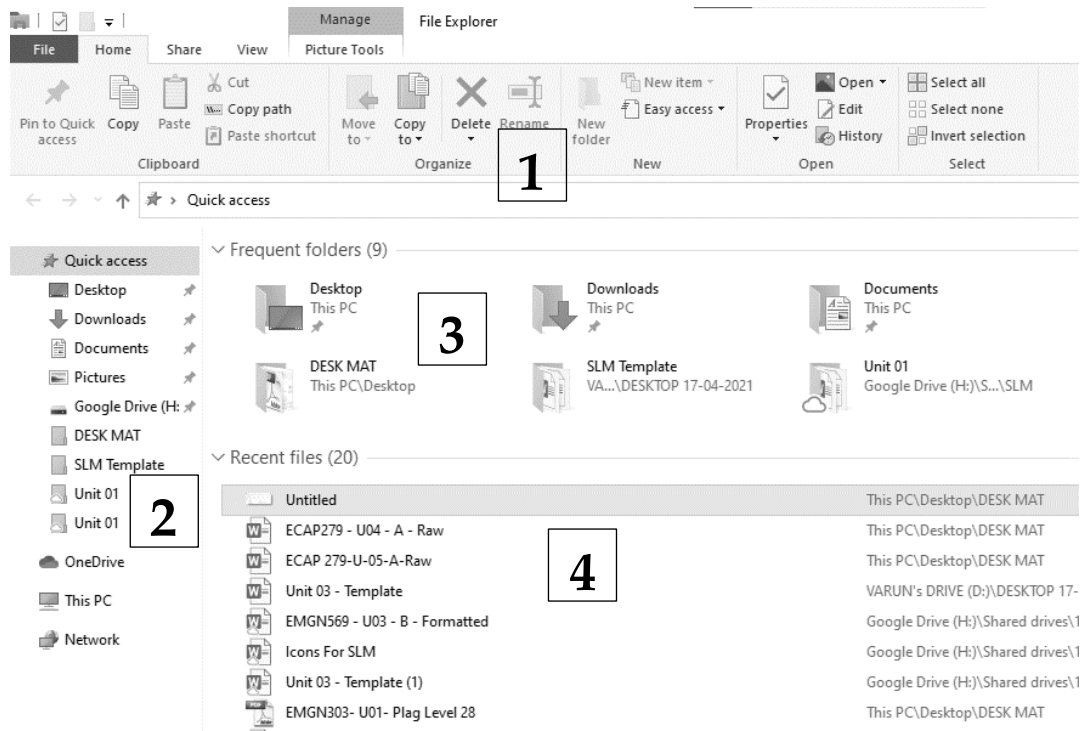 Manage File Explorer
File Home Share View Picture Tools
Pin to Quick access
Copy
Paste
Cut
Copy path
Paste shortcut
Clipboard
Move to
Copy to
Delete
Rename
Organize
New folder
New item
Easy access
New
Properties
Open
Edit
History
Open
Select all
Select none
Invert selection
Select
1
Quick access
Quick access
Desktop
Downloads
Documents
Pictures
Google Drive (H:
DESK MAT
SLM Template
Unit 01
Unit 01
2
OneDrive
This PC
Network
Frequent folders (9)
Desktop
This PC
3
Downloads
This PC
Documents
This PC
DESK MAT
This PC\Desktop
SLM Template
VA...\DESKTOP 17-04-2021
Unit 01
Google Drive (H:)\S...\SLM
Recent files (20)
Untitled This PC\Desktop\DESK MAT
ECAP279 - U04 - A - Raw This PC\Desktop\DESK MAT
ECAP 279-U-05-A-Raw This PC\Desktop\DESK MAT
4
Unit 03 - Template VARUN's DRIVE (D:)\DESKTOP 17-
EMGN569 - U03 - B - Formatted Google Drive (H:)\Shared drives\1
Icons For SLM Google Drive (H:)\Shared drives\1
Unit 03 - Template (1) Google Drive (H:)\Shared drives\1
EMGN303- U01- Plag Level 28 This PC\Desktop\DESK MAT